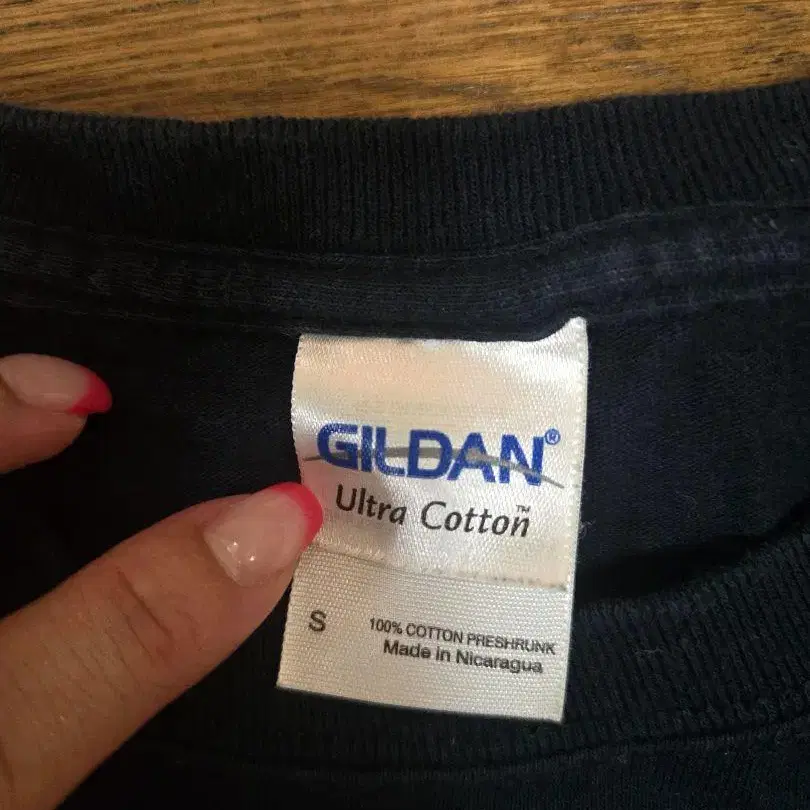 GILDAN®
Ultra Cotton™
S
100% COTTON PRESHRUNK
Made in Nicaragua